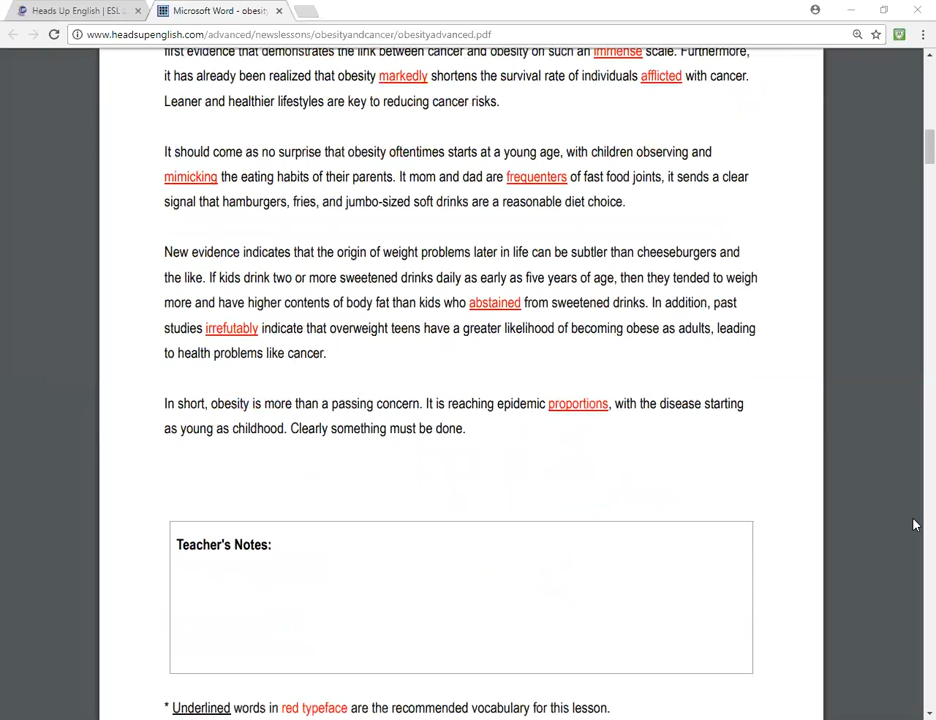 Heads Up English | ESL
Microsoft Word - obesit
www.headsupenglish.com/advanced/newslessons/obesityandcancer/obesityadvanced.pdf
first evidence that demonstrates the link between cancer and obesity on such an immense scale. Furthermore,
it has already been realized that obesity markedly shortens the survival rate of individuals afflicted with cancer.
Leaner and healthier lifestyles are key to reducing cancer risks.
It should come as no surprise that obesity oftentimes starts at a young age, with children observing and
mimicking the eating habits of their parents. It mom and dad are frequenters of fast food joints, it sends a clear
signal that hamburgers, fries, and jumbo-sized soft drinks are a reasonable diet choice.
New evidence indicates that the origin of weight problems later in life can be subtler than cheeseburgers and
the like. If kids drink two or more sweetened drinks daily as early as five years of age, then they tended to weigh
more and have higher contents of body fat than kids who abstained from sweetened drinks. In addition, past
studies irrefutably indicate that overweight teens have a greater likelihood of becoming obese as adults, leading
to health problems like cancer.
In short, obesity is more than a passing concern. It is reaching epidemic proportions, with the disease starting
as young as childhood. Clearly something must be done.
Teacher's Notes:
* Underlined words in red typeface are the recommended vocabulary for this lesson.